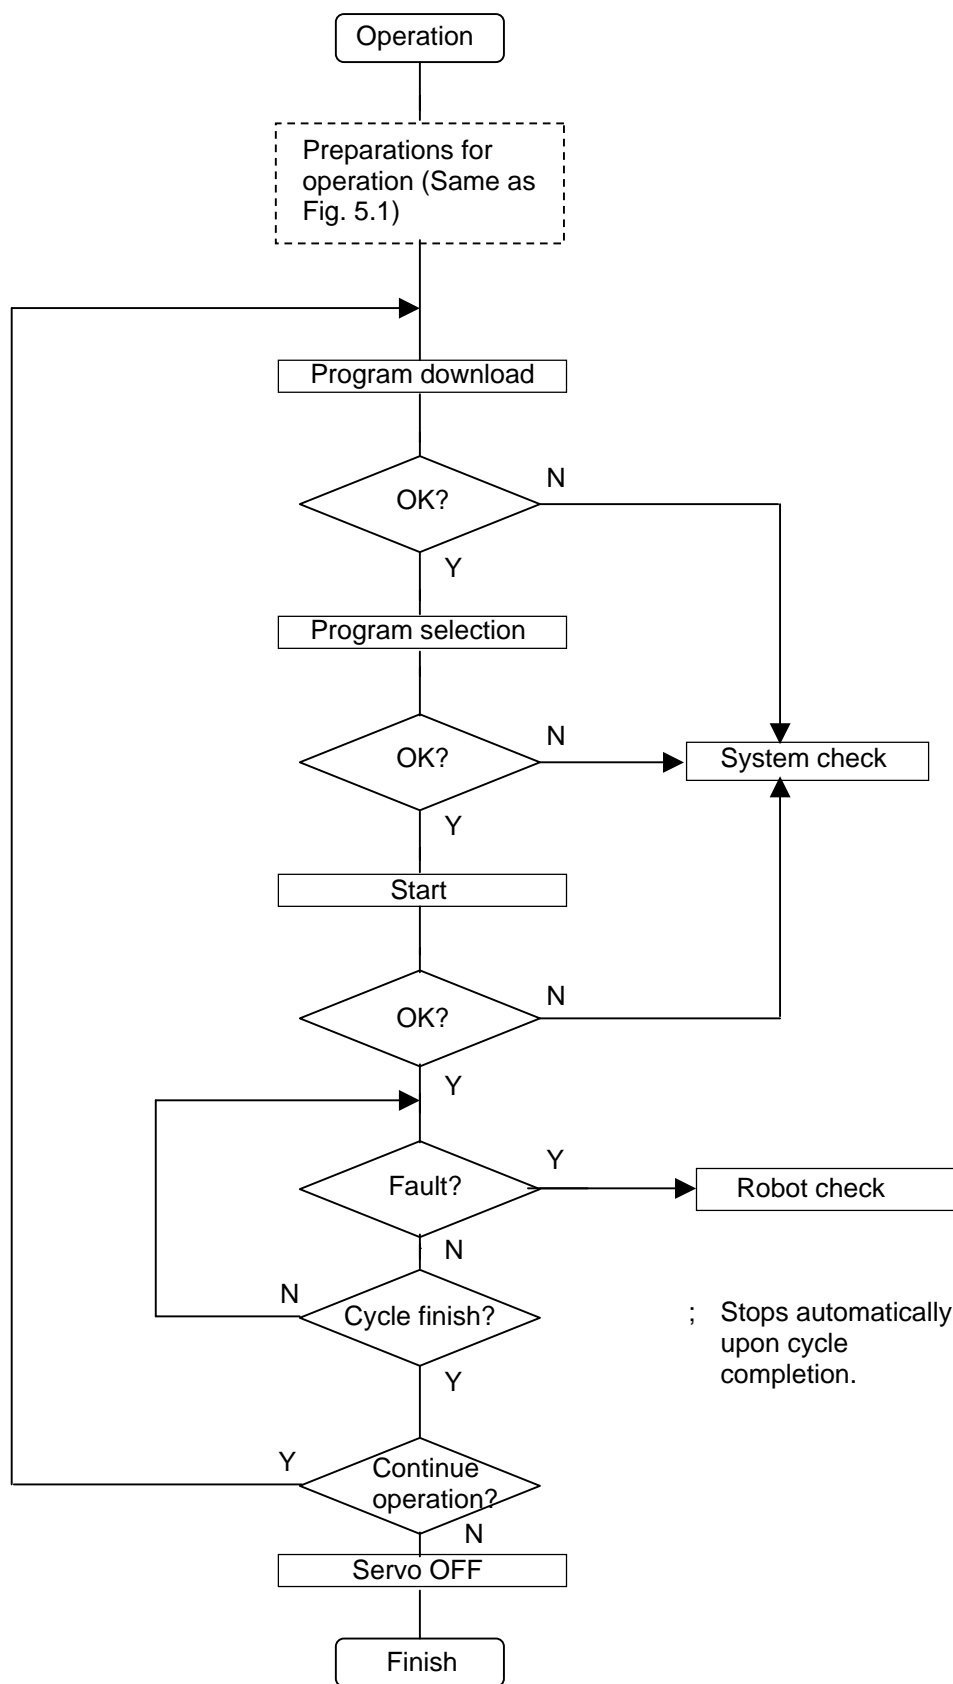 Operation
Preparations for
operation (Same as
Fig. 5.1)
Program download
OK?
N
Y
Program selection
OK?
N
System check
Y
Start
OK?
N
Y
Fault?
Y
Robot check
N
Cycle finish?
N
; Stops automatically
upon cycle
completion.
Y
Continue
operation?
Y
N
Servo OFF
Finish